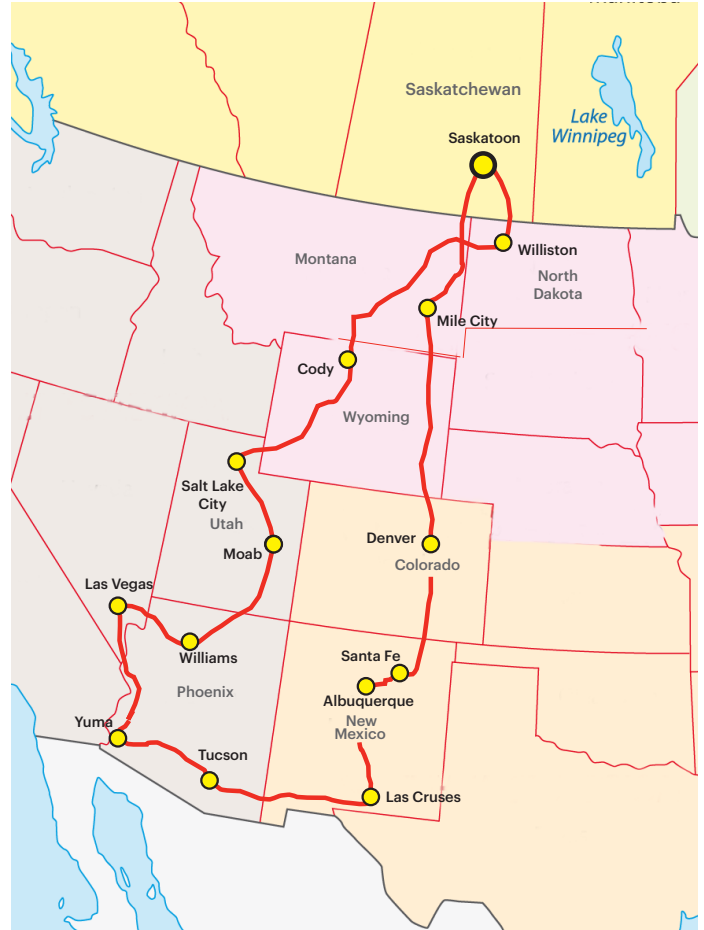 Saskatchewan
Lake
Winnipeg
Saskatoon
Montana
Williston
North
Dakota
Mile City
Cody
Wyoming
Salt Lake
City
Utah
Moab
Denver
Colorado
Las Vegas
Williams
Santa Fe
Phoenix
Albuquerque
New
Mexico
Yuma
Tucson
Las Cruses